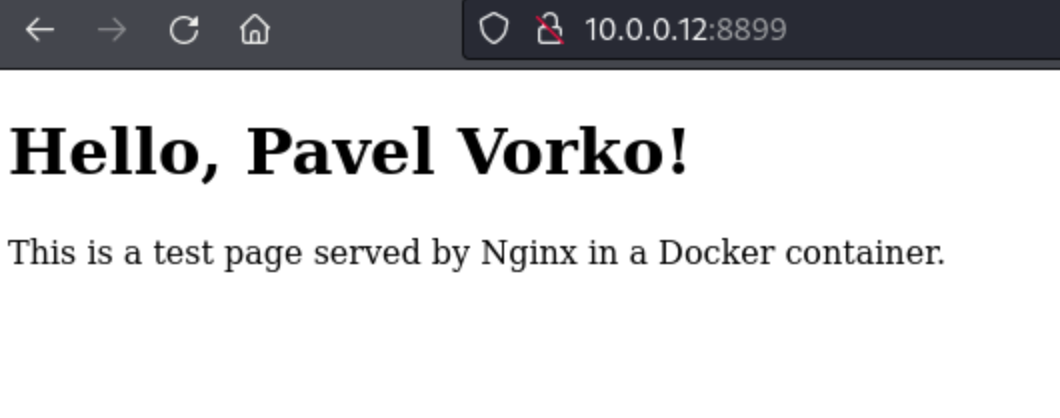 10.0.0.12:8899
Hello, Pavel Vorko!
This is a test page served by Nginx in a Docker container.